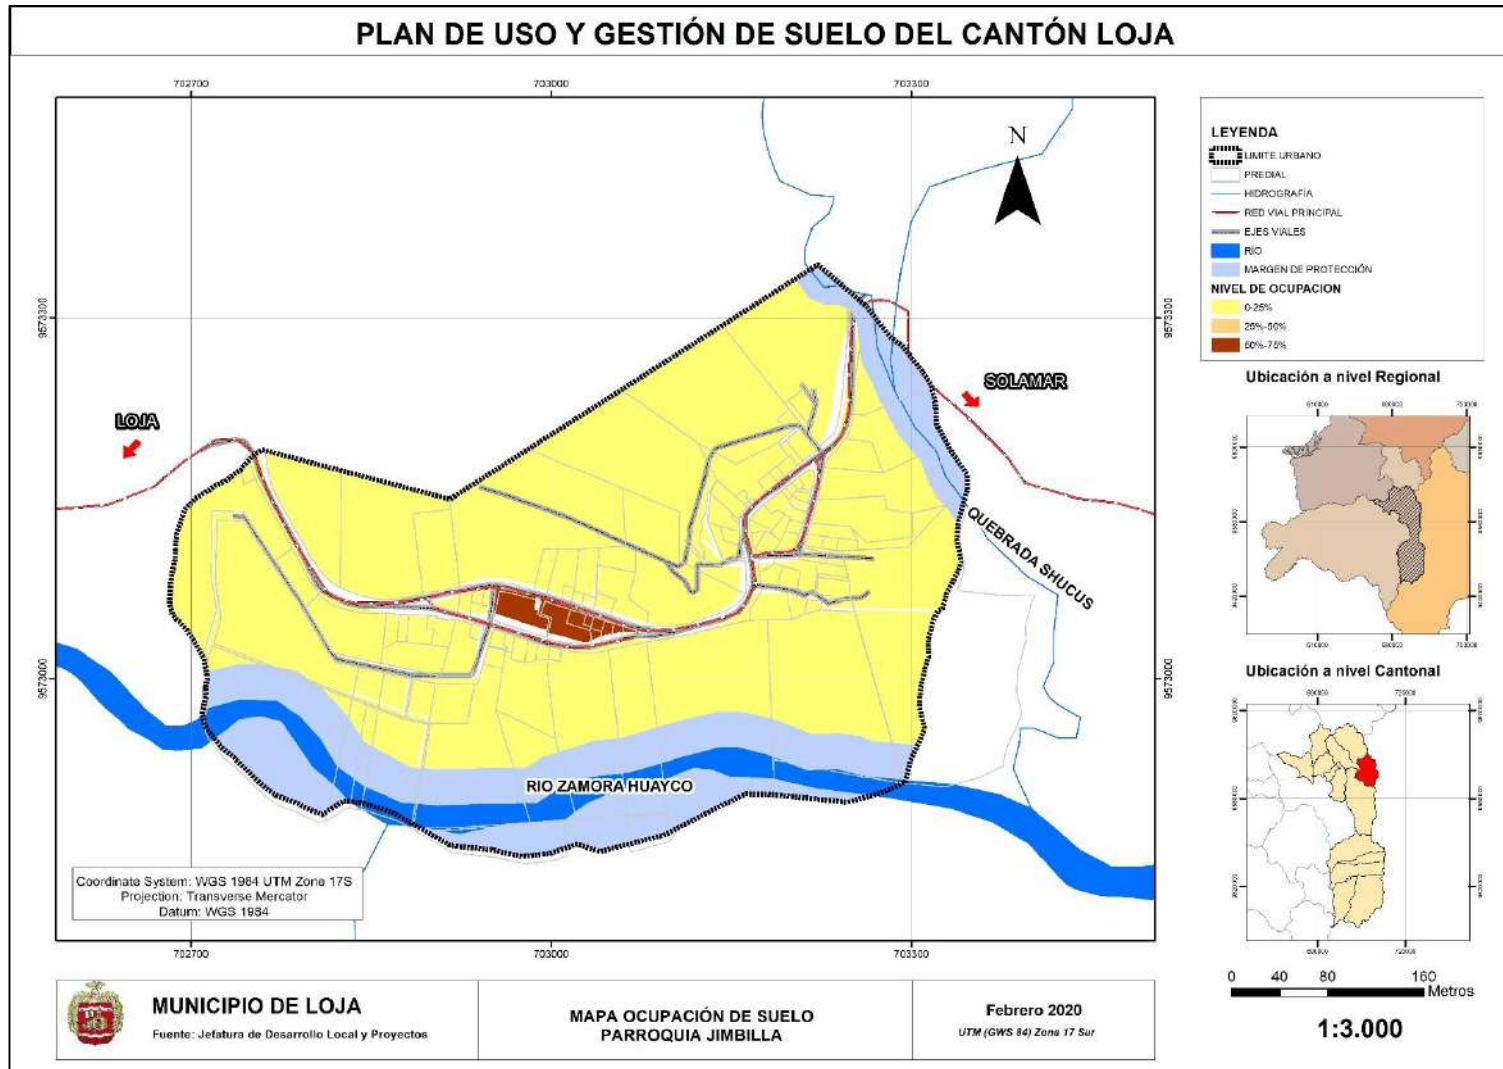 PLAN DE USO Y GESTIÓN DE SUELO DEL CANTÓN LOJA
702700
703000
703300
9573300
9573300
9573000
9573000
N
LOJA
SOLAMAR
QUEBRADA SHUCUS
RIO ZAMORA HUAYCO
Coordinate System: WGS 1984 UTM Zone 17S
Projection: Transverse Mercator
Datum: WGS 1984
702700
703000
703300
LEYENDA
LIMITE URBANO
PREDIAL
HIDROGRAFÍA
RED VIAL PRINCIPAL
EJES VIALES
RÍO
MARGEN DE PROTECCIÓN
NIVEL DE OCUPACION
0-25%
25%-50%
50%-75%
Ubicación a nivel Regional
Ubicación a nivel Cantonal
0 40 80 160
Metros
1:3.000
MUNICIPIO DE LOJA
Fuente: Jefatura de Desarrollo Local y Proyectos
MAPA OCUPACIÓN DE SUELO
PARROQUIA JIMBILLA
Febrero 2020
UTM (GWS 84) Zona 17 Sur